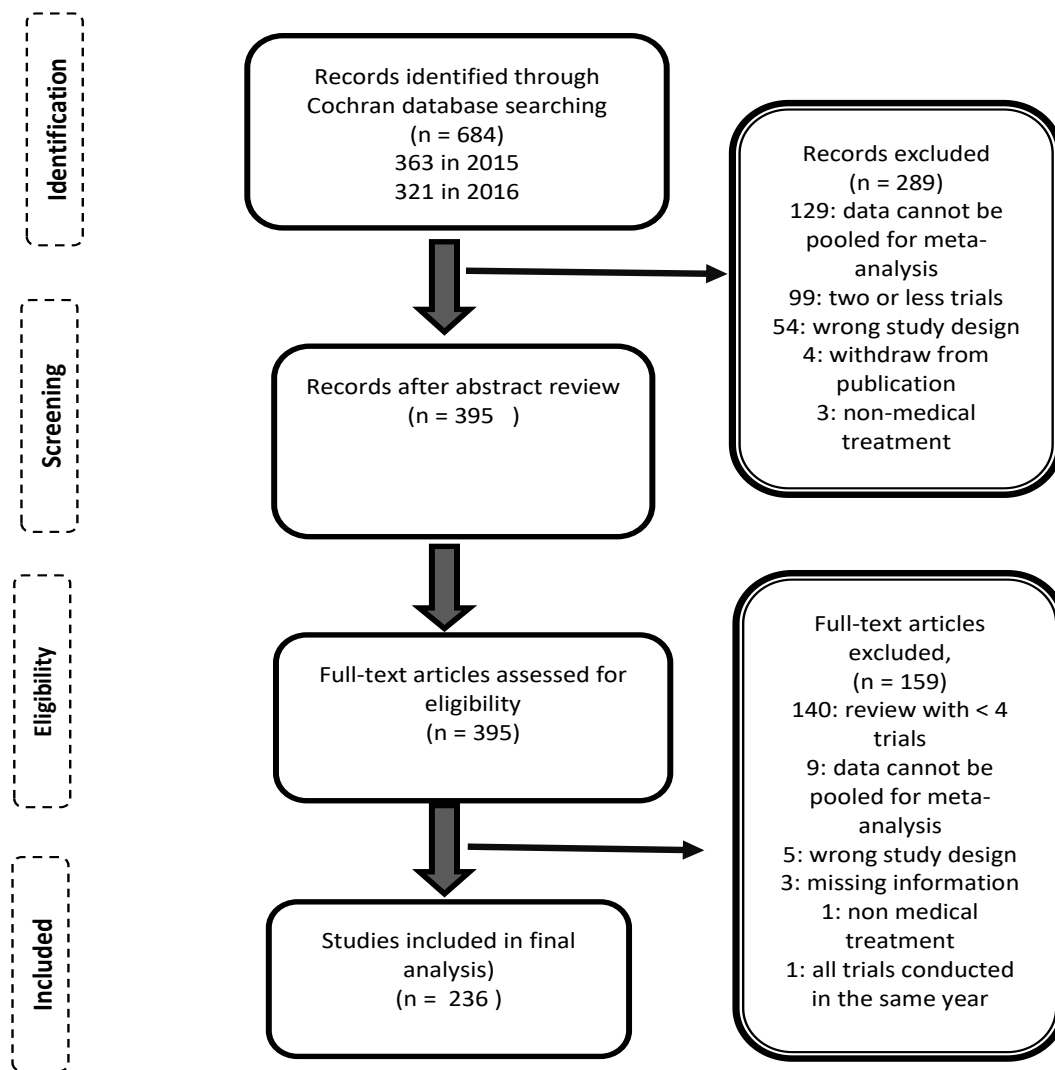 Identification
Records identified through
Cochran database searching
(n = 684)
363 in 2015
321 in 2016
Records excluded
(n = 289)
129: data cannot be
pooled for meta-
analysis
99: two or less trials
54: wrong study design
4: withdraw from
publication
3: non-medical
treatment
Screening
Records after abstract review
(n = 395   )
Eligibility
Full-text articles assessed for
eligibility
(n = 395)
Full-text articles
excluded,
(n = 159)
140: review with < 4
trials
9: data cannot be
pooled for meta-
analysis
5: wrong study design
3: missing information
1: non medical
treatment
1: all trials conducted
in the same year
Included
Studies included in final
analysis)
(n =  236 )